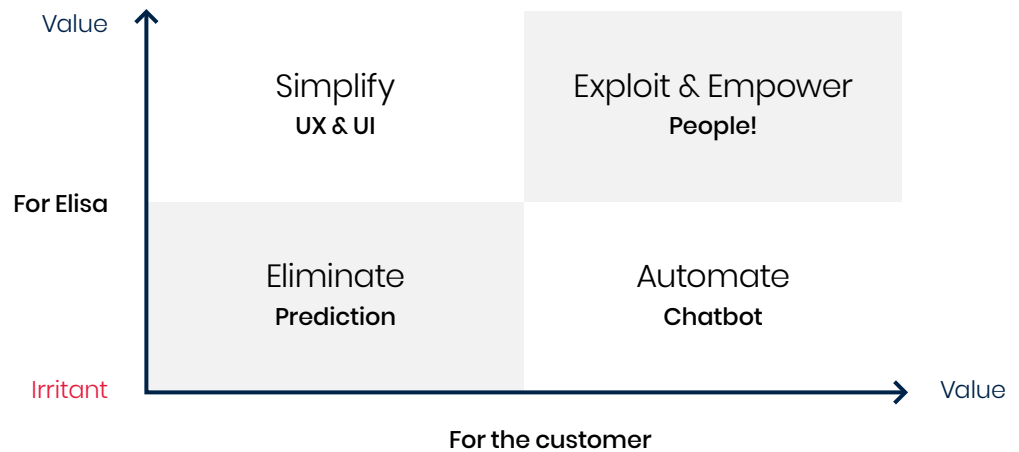 Value
Simplify
UX & UI
Exploit & Empower
People!
For Elisa
Eliminate
Prediction
Automate
Chatbot
Irritant
Value
For the customer